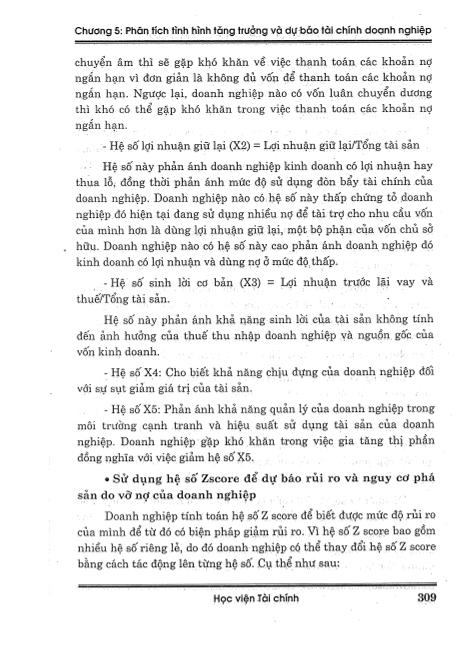 Chương 5: Phân tích tình hình tăng trưởng và dự báo tài chính doanh nghiệp
chuyển âm thì sẽ gặp khó khăn về việc thanh toán các khoản nợ
ngắn hạn vì đơn giản là không đủ vốn để thanh toán các khoản nợ
ngắn hạn. Ngược lại, doanh nghiệp nào có vốn luân chuyển dương
thì khó có thể gặp khó khăn trong việc thanh toán các khoản nợ
ngắn hạn.
- Hệ số lợi nhuận giữ lại (X2) = Lợi nhuận giữ lại/Tổng tài sản
Hệ số này phản ánh doanh nghiệp kinh doanh có lợi nhuận hay
thua lỗ, đồng thời phản ánh mức độ sử dụng đòn bẩy tài chính của
doanh nghiệp. Doanh nghiệp nào có hệ số này thấp chứng tỏ doanh
nghiệp đó hiện tại đang sử dụng nhiều nợ để tài trợ cho nhu cầu vốn
của mình hơn là dùng lợi nhuận giữ lại, một bộ phận của vốn chủ sở
hữu. Doanh nghiệp nào có hệ số này cao phản ánh doanh nghiệp đó
kinh doanh có lợi nhuận và dùng nợ ở mức độ thấp.
- Hệ số sinh lời cơ bản (X3) = Lợi nhuận trước lãi vay và
thuế/Tổng tài sản.
Hệ số này phản ánh khả năng sinh lời của tài sản không tính
đến ảnh hưởng của thuế thu nhập doanh nghiệp và nguồn gốc của
vốn kinh doanh.
- Hệ số X4: Cho biết khả năng chịu đựng của doanh nghiệp đối
với sự sụt giảm giá trị của tài sản.
- Hệ số X5: Phản ánh khả năng quản lý của doanh nghiệp trong
môi trường cạnh tranh và hiệu suất sử dụng tài sản của doanh
nghiệp. Doanh nghiệp gặp khó khăn trong việc gia tăng thị phần
đồng nghĩa với việc giảm hệ số X5.
• Sử dụng hệ số Zscore để dự báo rủi ro và nguy cơ phá
sản do vỡ nợ của doanh nghiệp
Doanh nghiệp tính toán hệ số Z score để biết được mức độ rủi ro
của mình để từ đó có biện pháp giảm rủi ro. Vì hệ số Z score bao gồm
nhiều hệ số riêng lẻ, do đó doanh nghiệp có thể thay đổi hệ số Z score
bằng cách tác động lên từng hệ số. Cụ thể như sau:
Học viện Tài chính
309